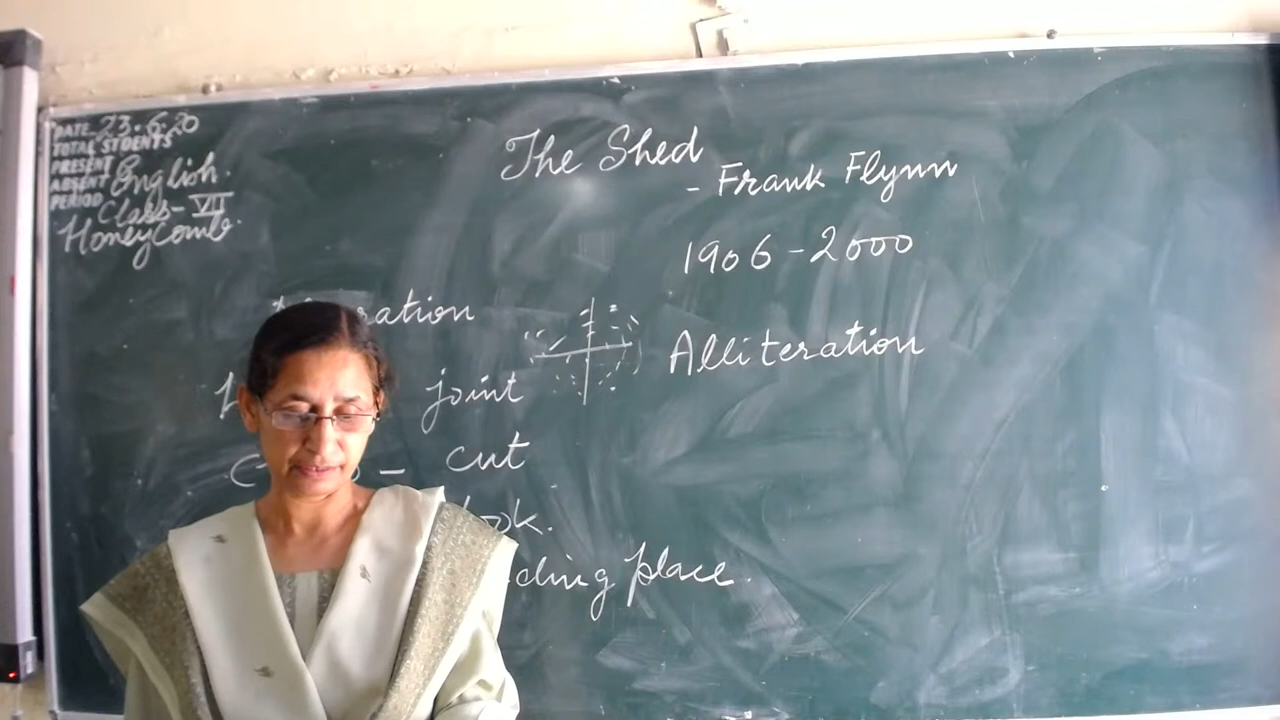 DATE 23.6.20
TOTAL STDENTS
PRESENT
ABSENT English.
PERIOD Class - VII
Honeycomb.
The Shed
- Frank Flynn
1906-2000
Alliteration
joint
- cut
place.